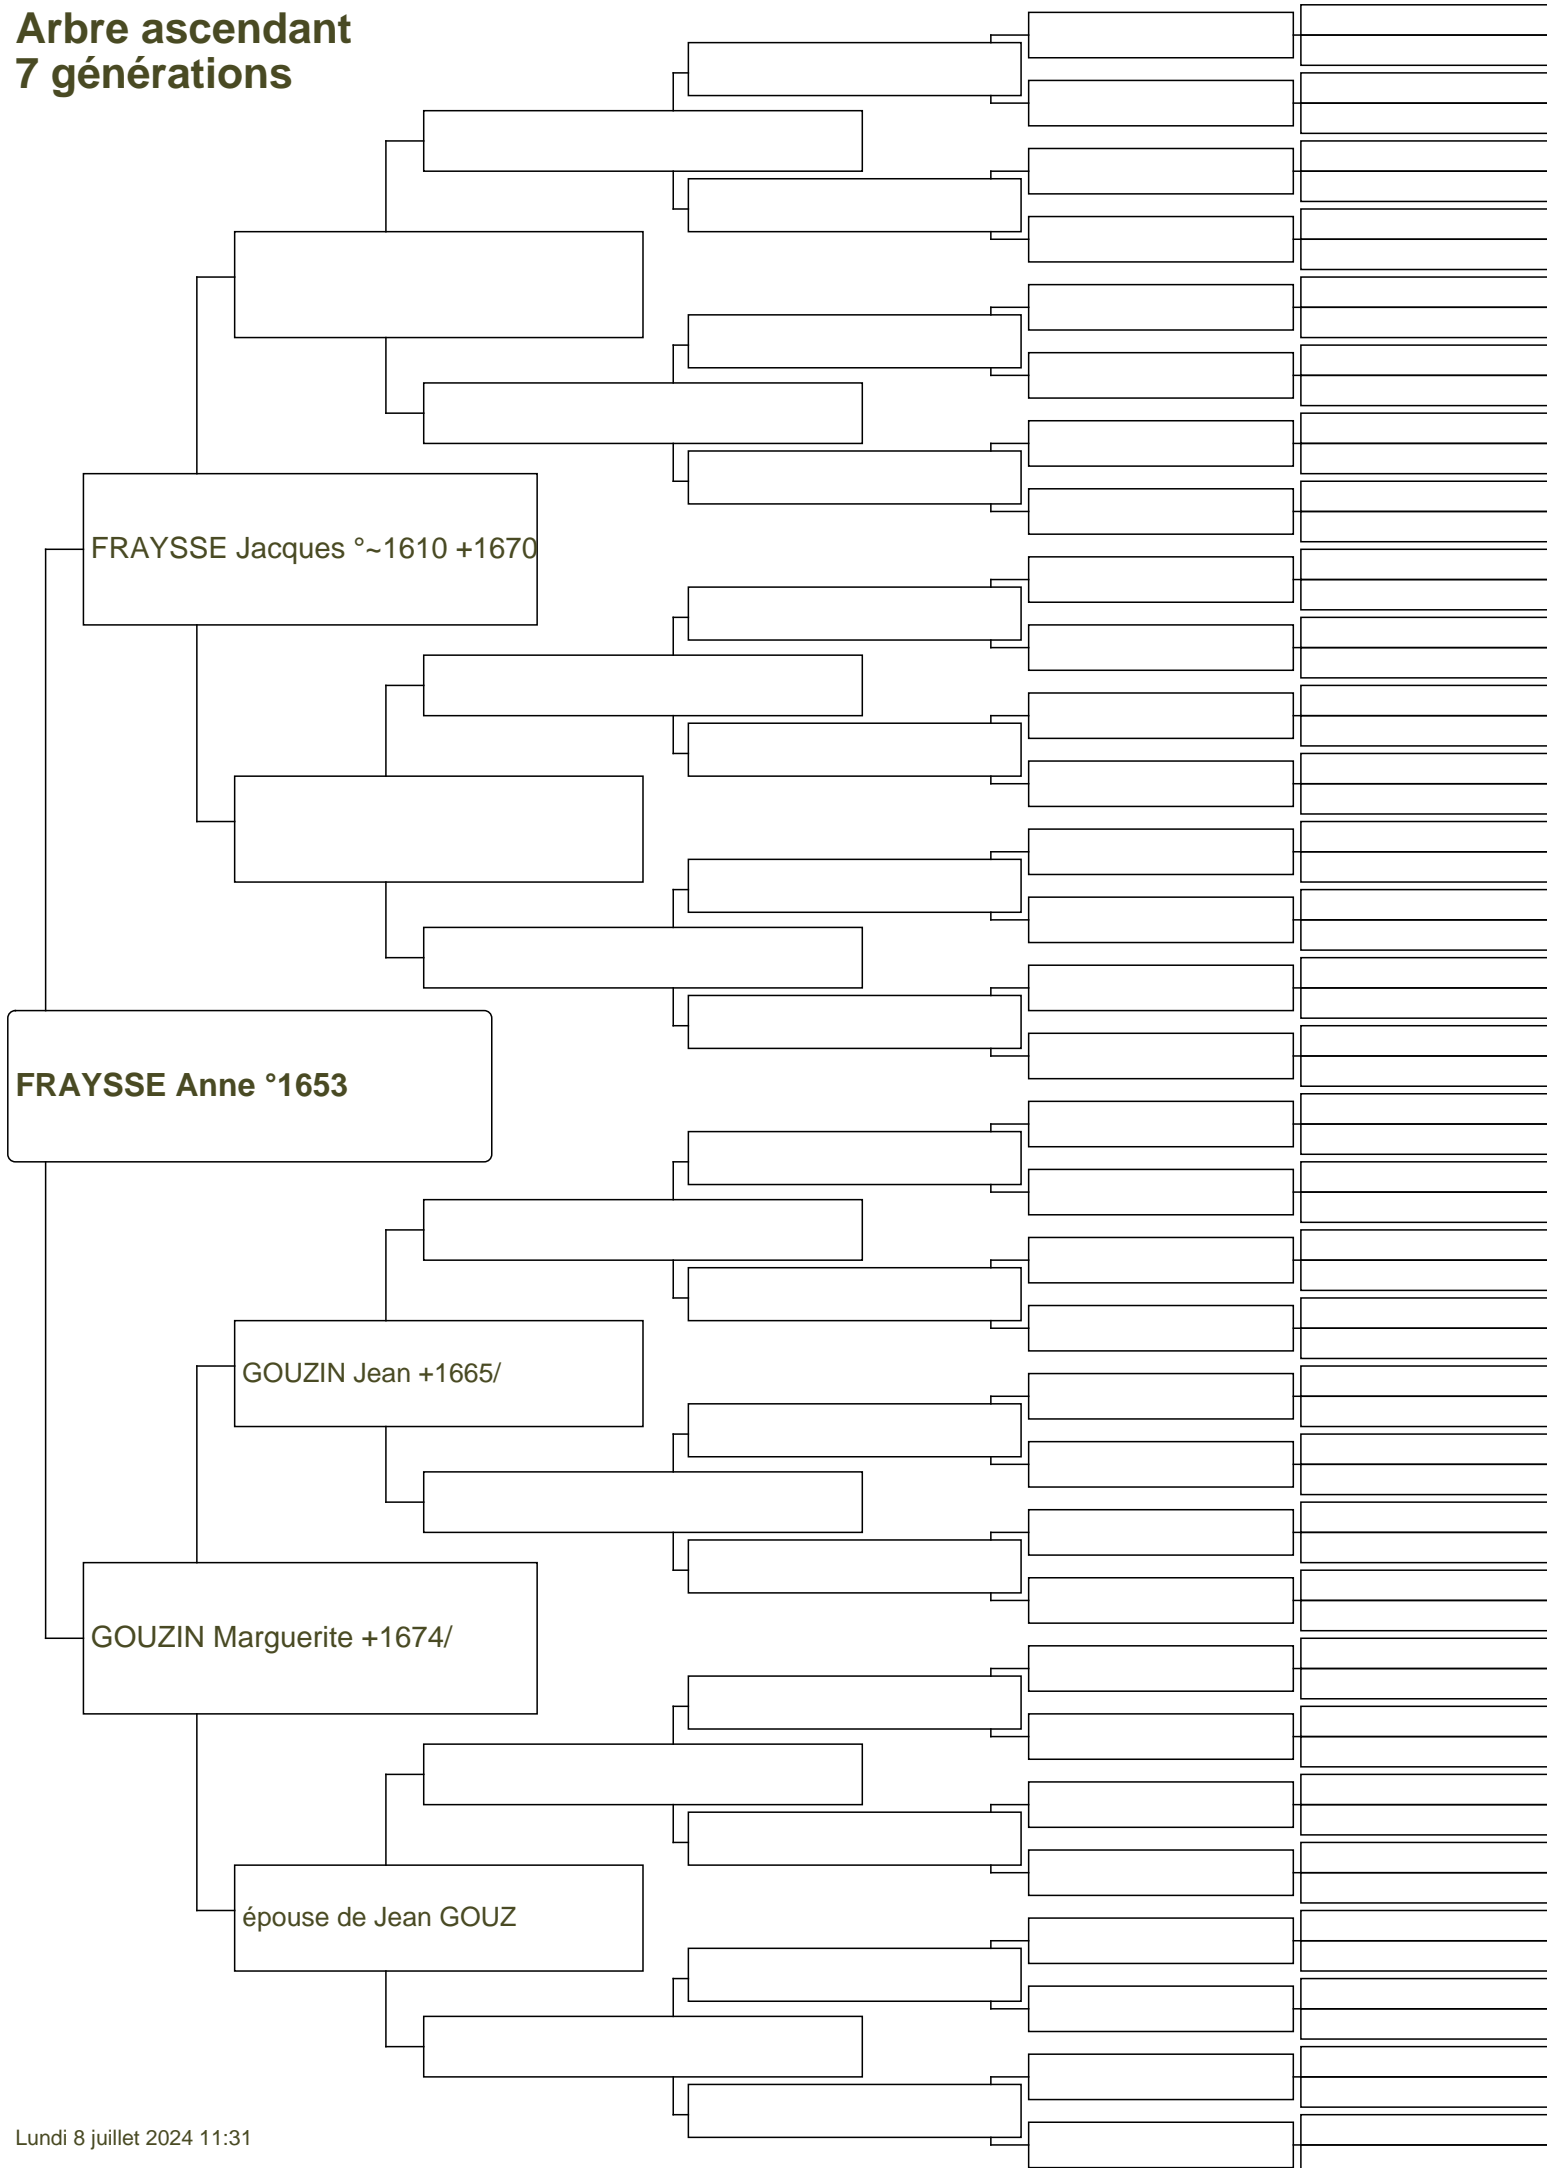 Arbre ascendant
7 générations
FRAYSSE Jacques °~1610 +1670
FRAYSSE Anne °1653
GOUZIN Jean +1665/
GOUZIN Marguerite +1674/
épouse de Jean GOUZ
Lundi 8 juillet 2024 11:31